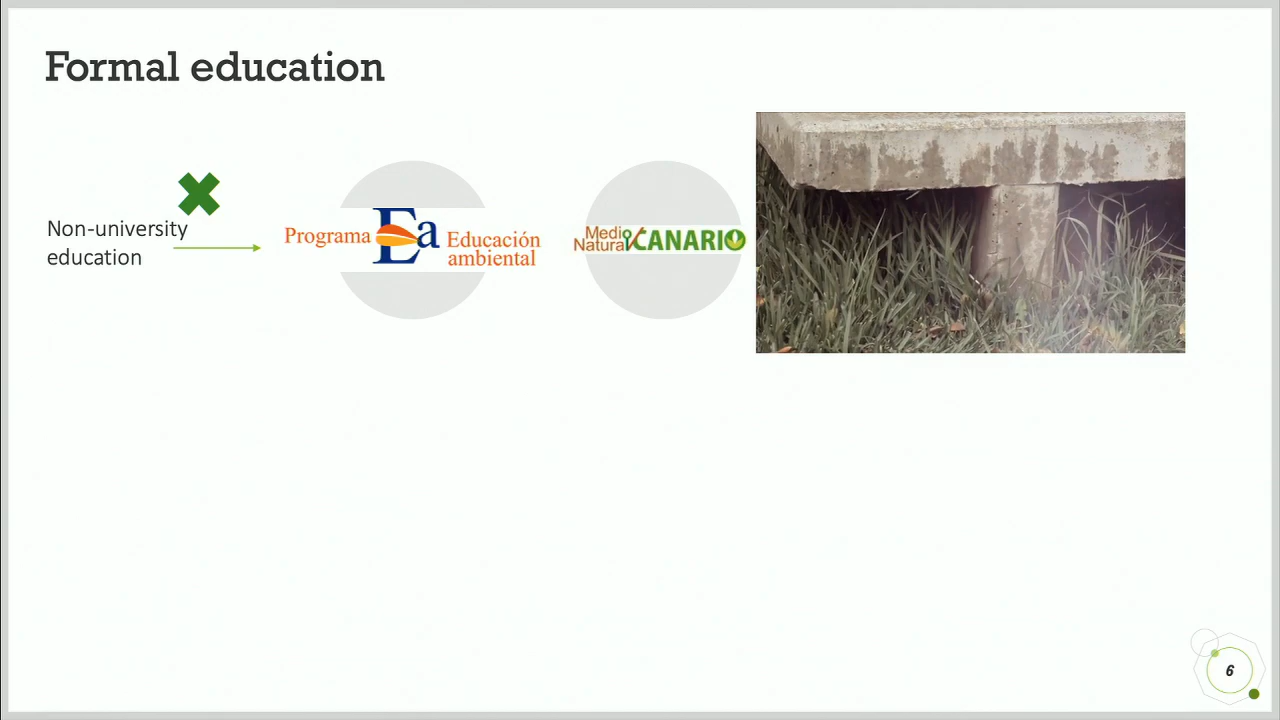 Formal education
Non-university
education
Programa Ea Educación
ambiental
Medio
Natural CANARIO
6